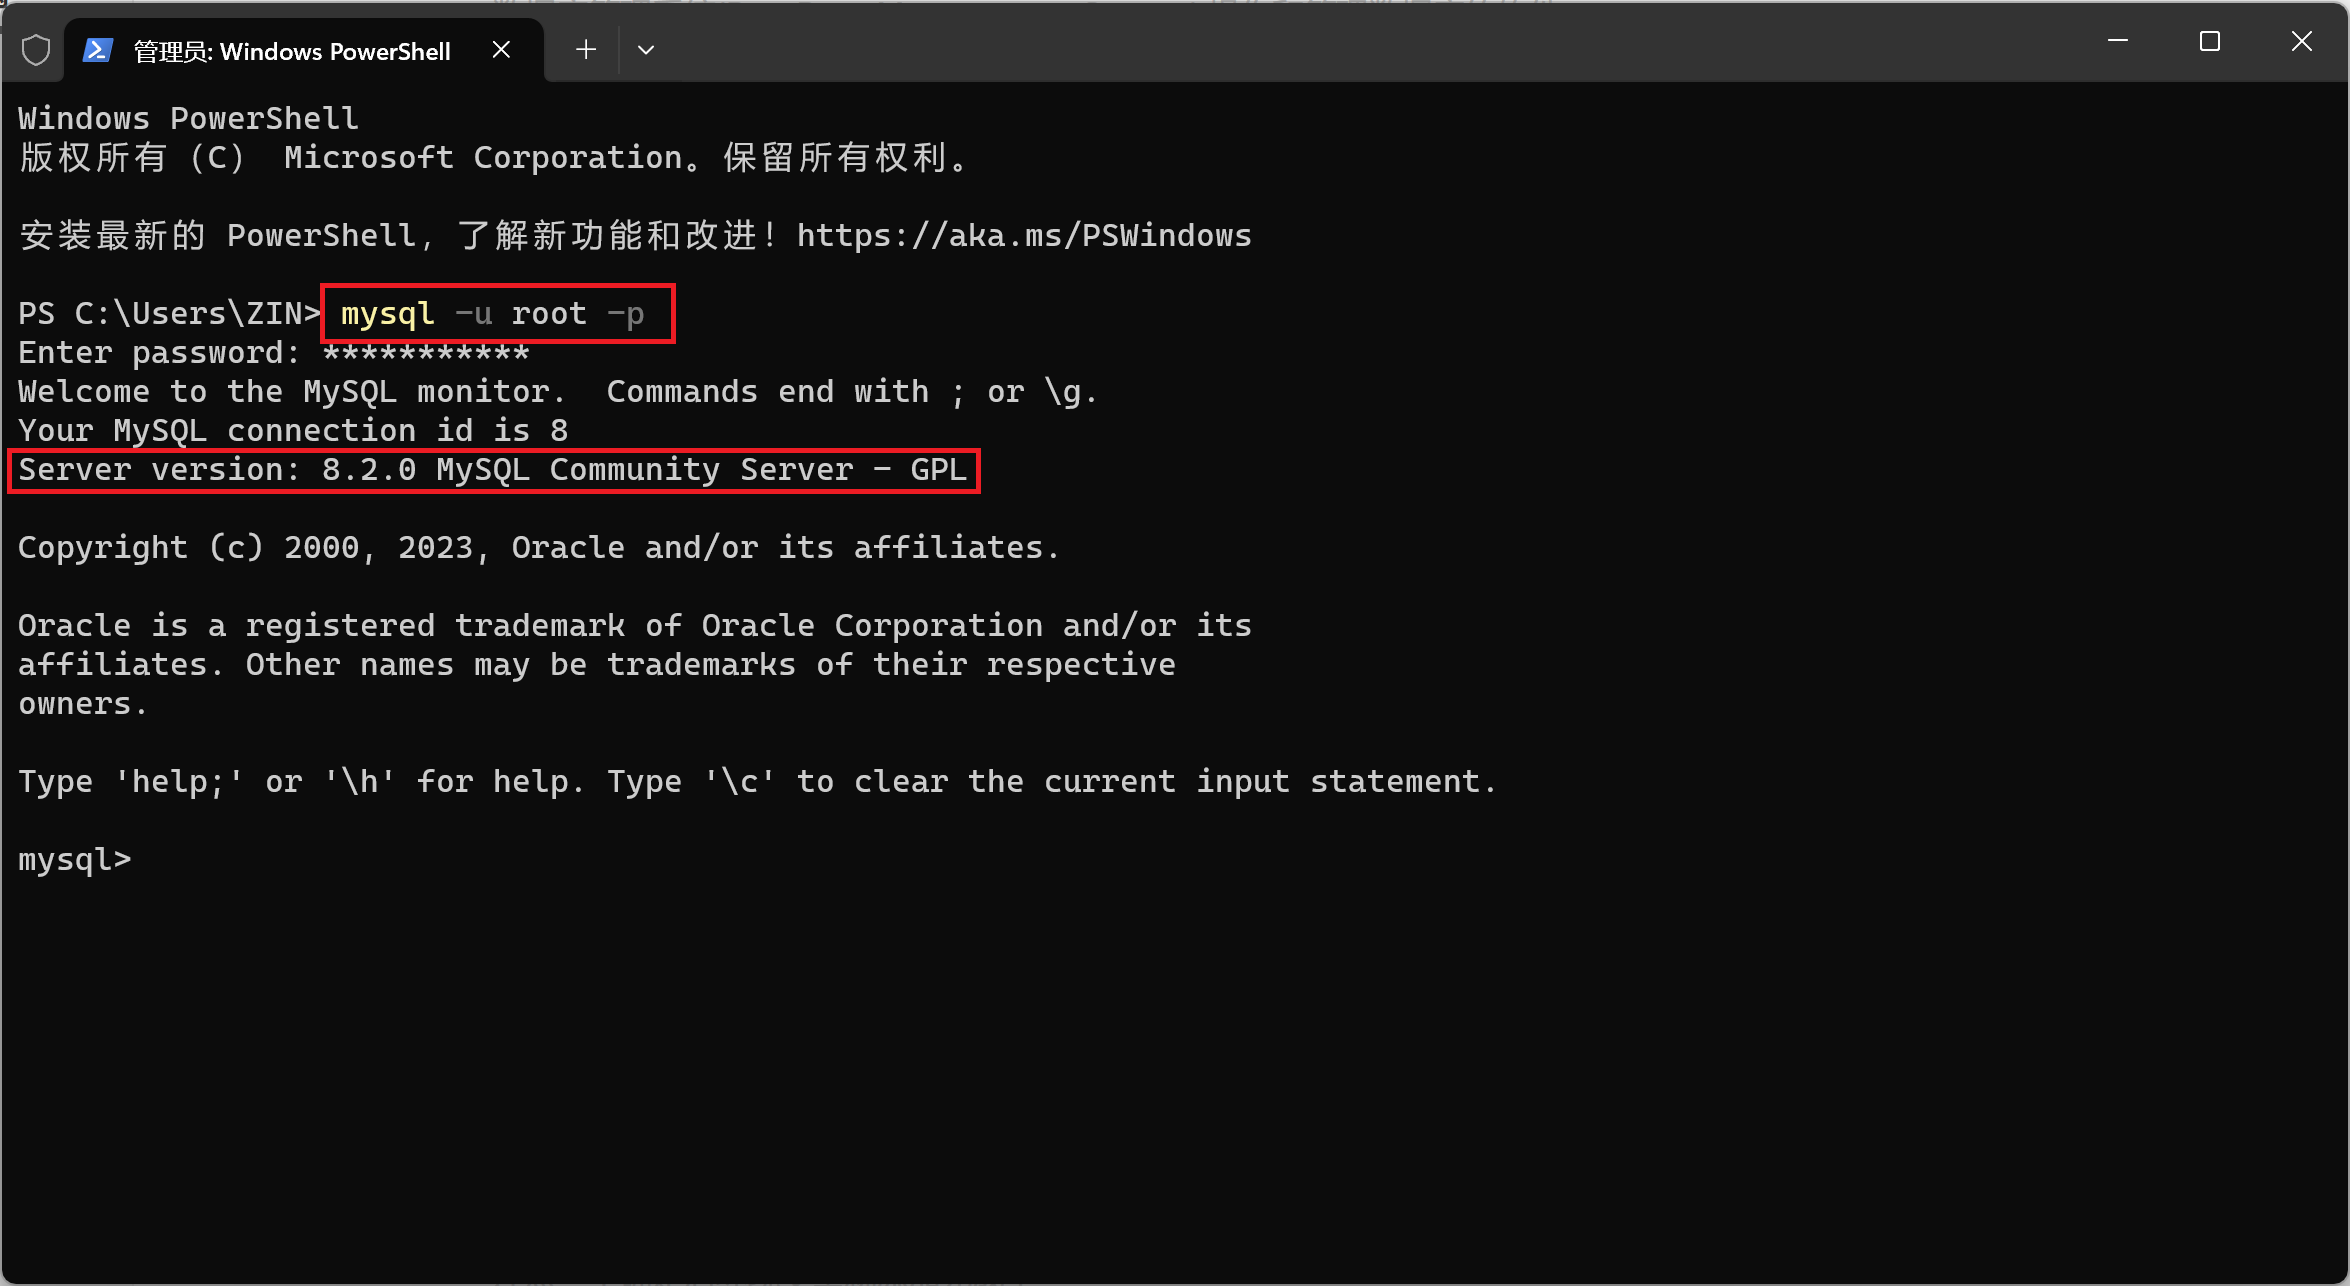 管理员: Windows PowerShell
Windows PowerShell
版权所有（C） Microsoft Corporation。保留所有权利。
安装最新的 PowerShell，了解新功能和改进！https://aka.ms/PSWindows
PS C:\Users\ZIN> mysql -u root -p
Enter password: ***********
Welcome to the MySQL monitor.  Commands end with ; or \g.
Your MySQL connection id is 8
Server version: 8.2.0 MySQL Community Server - GPL
Copyright (c) 2000, 2023, Oracle and/or its affiliates.
Oracle is a registered trademark of Oracle Corporation and/or its
affiliates. Other names may be trademarks of their respective
owners.
Type 'help;' or '\h' for help. Type '\c' to clear the current input statement.
mysql>